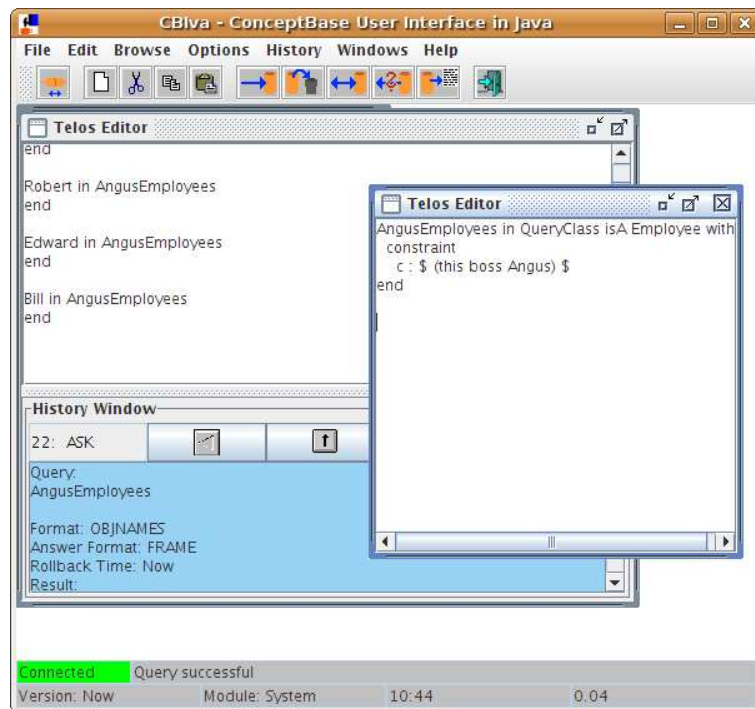 CBIva - ConceptBase User Interface in Java
File Edit Browse Options History Windows Help
Telos Editor
end
Robert in AngusEmployees
end
Edward in AngusEmployees
end
Bill in AngusEmployees
end
History Window
22: ASK
Query:
AngusEmployees
Format: OBJNAMES
Answer Format: FRAME
Rollback Time: Now
Result:
Telos Editor
AngusEmployees in QueryClass isA Employee with
constraint
c : $ (this boss Angus) $
end
Connected Query successful
Version: Now Module: System 10:44 0.04